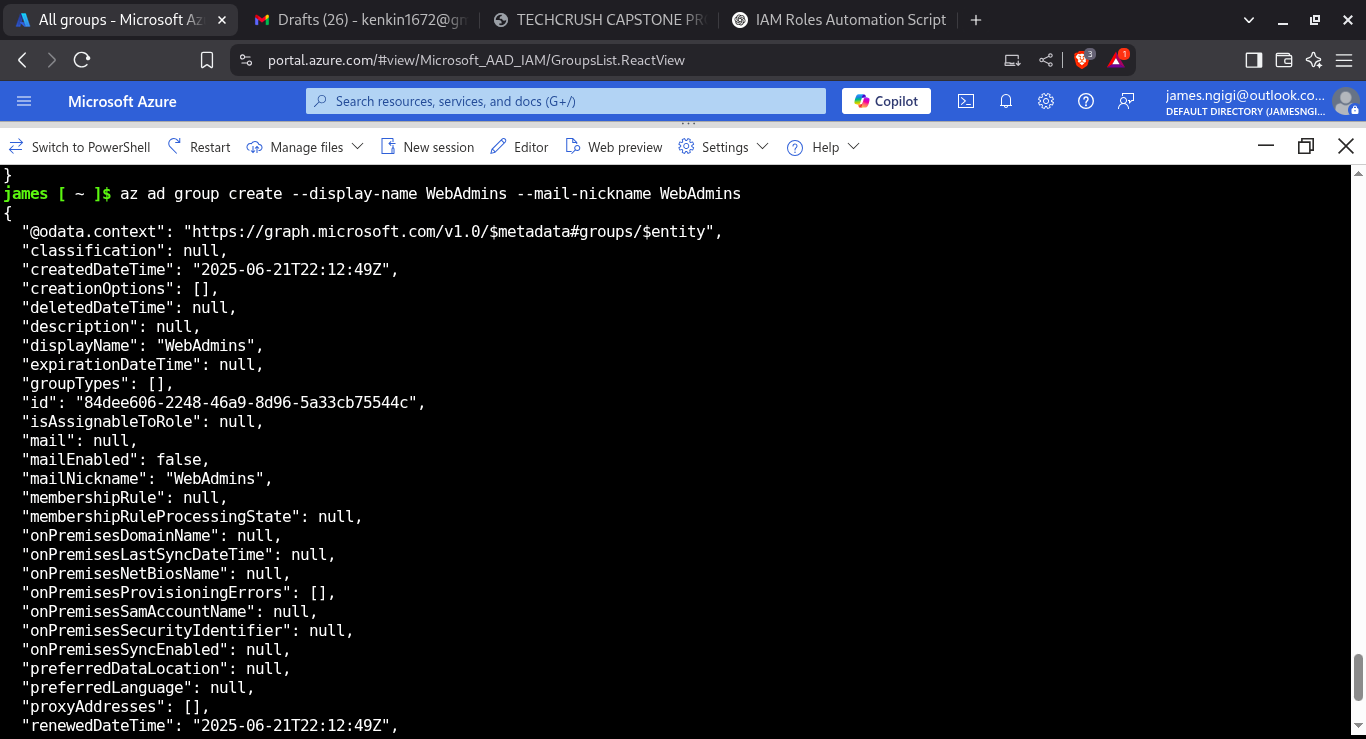 All groups - Microsoft Az
Drafts (26) - kenkin1672@gm
TECHCRUSH CAPSTONE PR
IAM Roles Automation Script
portal.azure.com/#view/Microsoft_AAD_IAM/GroupsList.ReactView
3
1
Microsoft Azure
Search resources, services, and docs (G+/)
Copilot
james.ngigi@outlook.co...
DEFAULT DIRECTORY (JAMESNGI...
Switch to PowerShell
Restart
Manage files
New session
Editor
Web preview
Settings
Help
}
james [ ~ ]$ az ad group create --display-name WebAdmins --mail-nickname WebAdmins
{
  "@odata.context": "https://graph.microsoft.com/v1.0/$metadata#groups/$entity",
  "classification": null,
  "createdDateTime": "2025-06-21T22:12:49Z",
  "creationOptions": [],
  "deletedDateTime": null,
  "description": null,
  "displayName": "WebAdmins",
  "expirationDateTime": null,
  "groupTypes": [],
  "id": "84dee606-2248-46a9-8d96-5a33cb75544c",
  "isAssignableToRole": null,
  "mail": null,
  "mailEnabled": false,
  "mailNickname": "WebAdmins",
  "membershipRule": null,
  "membershipRuleProcessingState": null,
  "onPremisesDomainName": null,
  "onPremisesLastSyncDateTime": null,
  "onPremisesNetBiosName": null,
  "onPremisesProvisioningErrors": [],
  "onPremisesSamAccountName": null,
  "onPremisesSecurityIdentifier": null,
  "onPremisesSyncEnabled": null,
  "preferredDataLocation": null,
  "preferredLanguage": null,
  "proxyAddresses": [],
  "renewedDateTime": "2025-06-21T22:12:49Z",